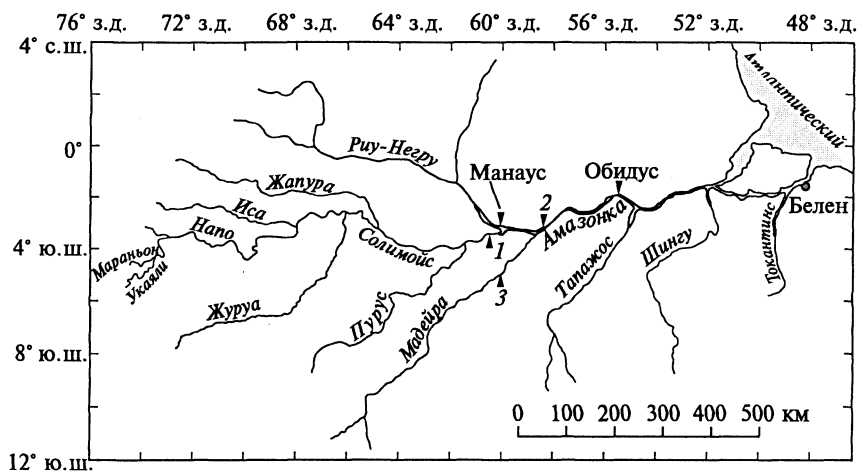 76° з.д. 72° з.д. 68° з.д. 64° з.д. 60° з.д. 56° з.д. 52° з.д. 48° з.д.
4° с.ш.
Атлантический
0°
Риу-Негру
Манаус
Обидус
Жапура
Иса
2
Белен
Напо
Амазонка
4° ю.ш.
Солимойс
1
Мараньон
Укаяли
Шингу
Токантинс
Тапажос
3
Журуа
Пурус
Мадейра
8° ю.ш.
0 100 200 300 400 500 км
12° ю.ш.